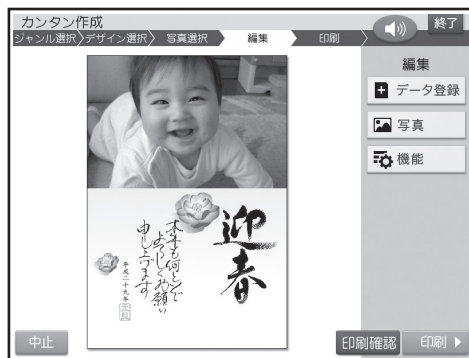 カンタン作成
終了
ジャンル選択〉デザイン選択〉 写真選択 編集 印刷
編集
データ登録
写真
機能
迎春
本年も何とぞ
よろしくお願い
申し上げます
平成二十九年
元旦
中止
印刷確認
印刷